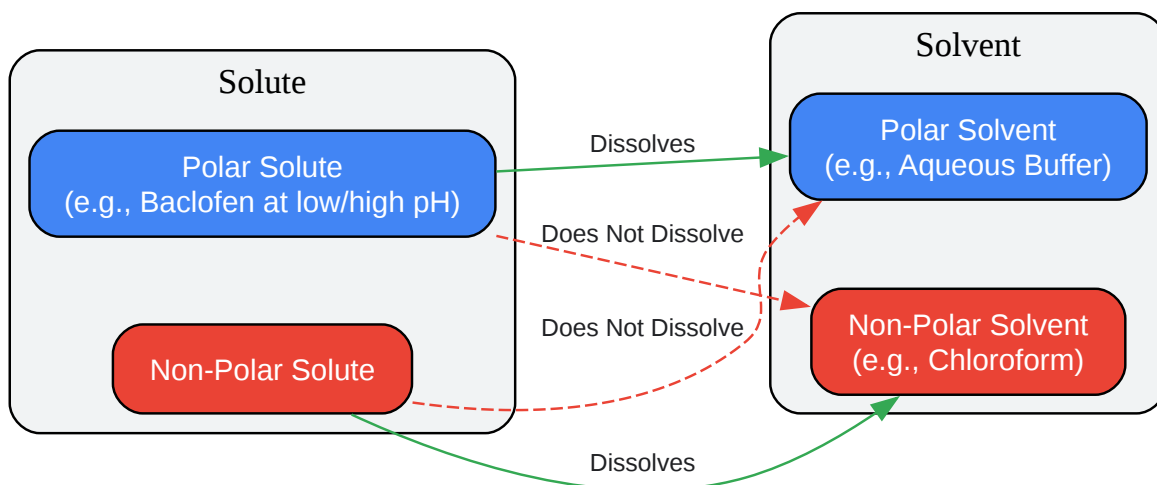 Solvent
Solute
Polar Solute
(e.g., Baclofen at low/high pH)
Dissolves
Polar Solvent
(e.g., Aqueous Buffer)
Does Not Dissolve
Does Not Dissolve
Non-Polar Solute
Non-Polar Solvent
(e.g., Chloroform)
Dissolves